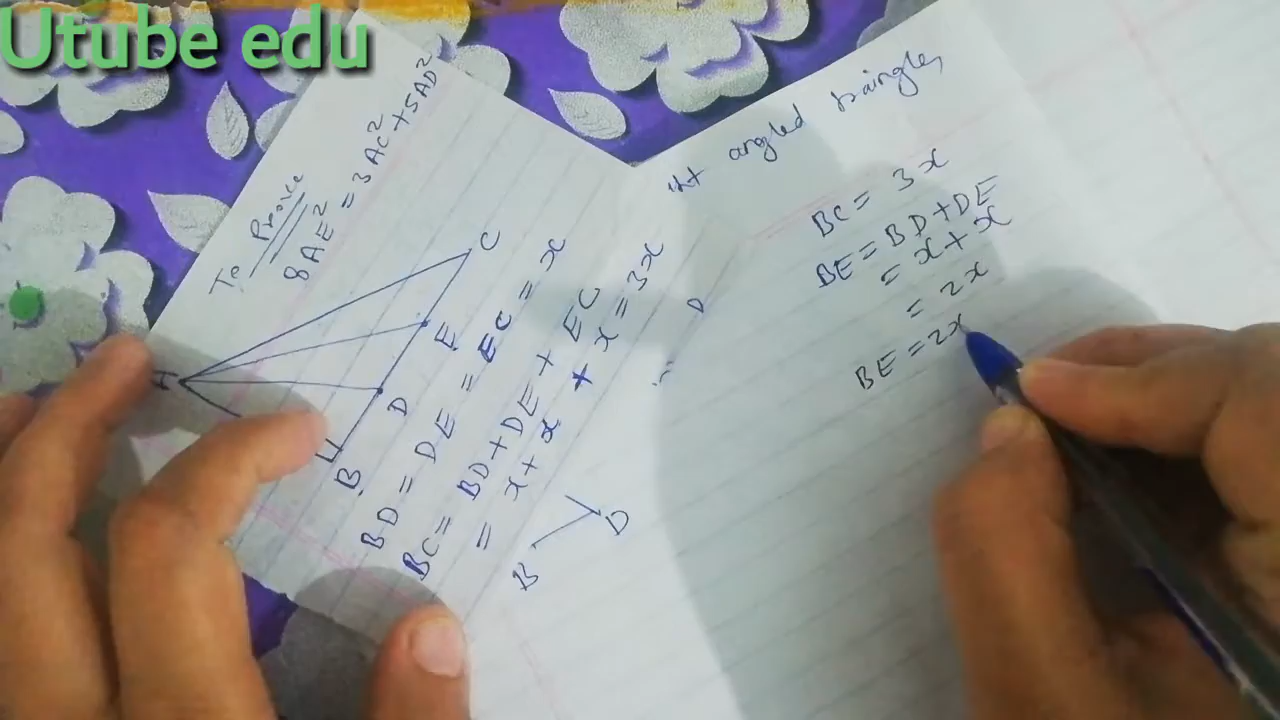 Utube edu
To Prove
8AE² = 3AC² + 5AD²
A
C
E
D
B
BD = DE = EC = x
BC = BD + DE + EC
= x + x + x = 3x
B
D
angled
BC = 3x
BE = BD + DE
= x + x
= 2x
BE = 2x
D